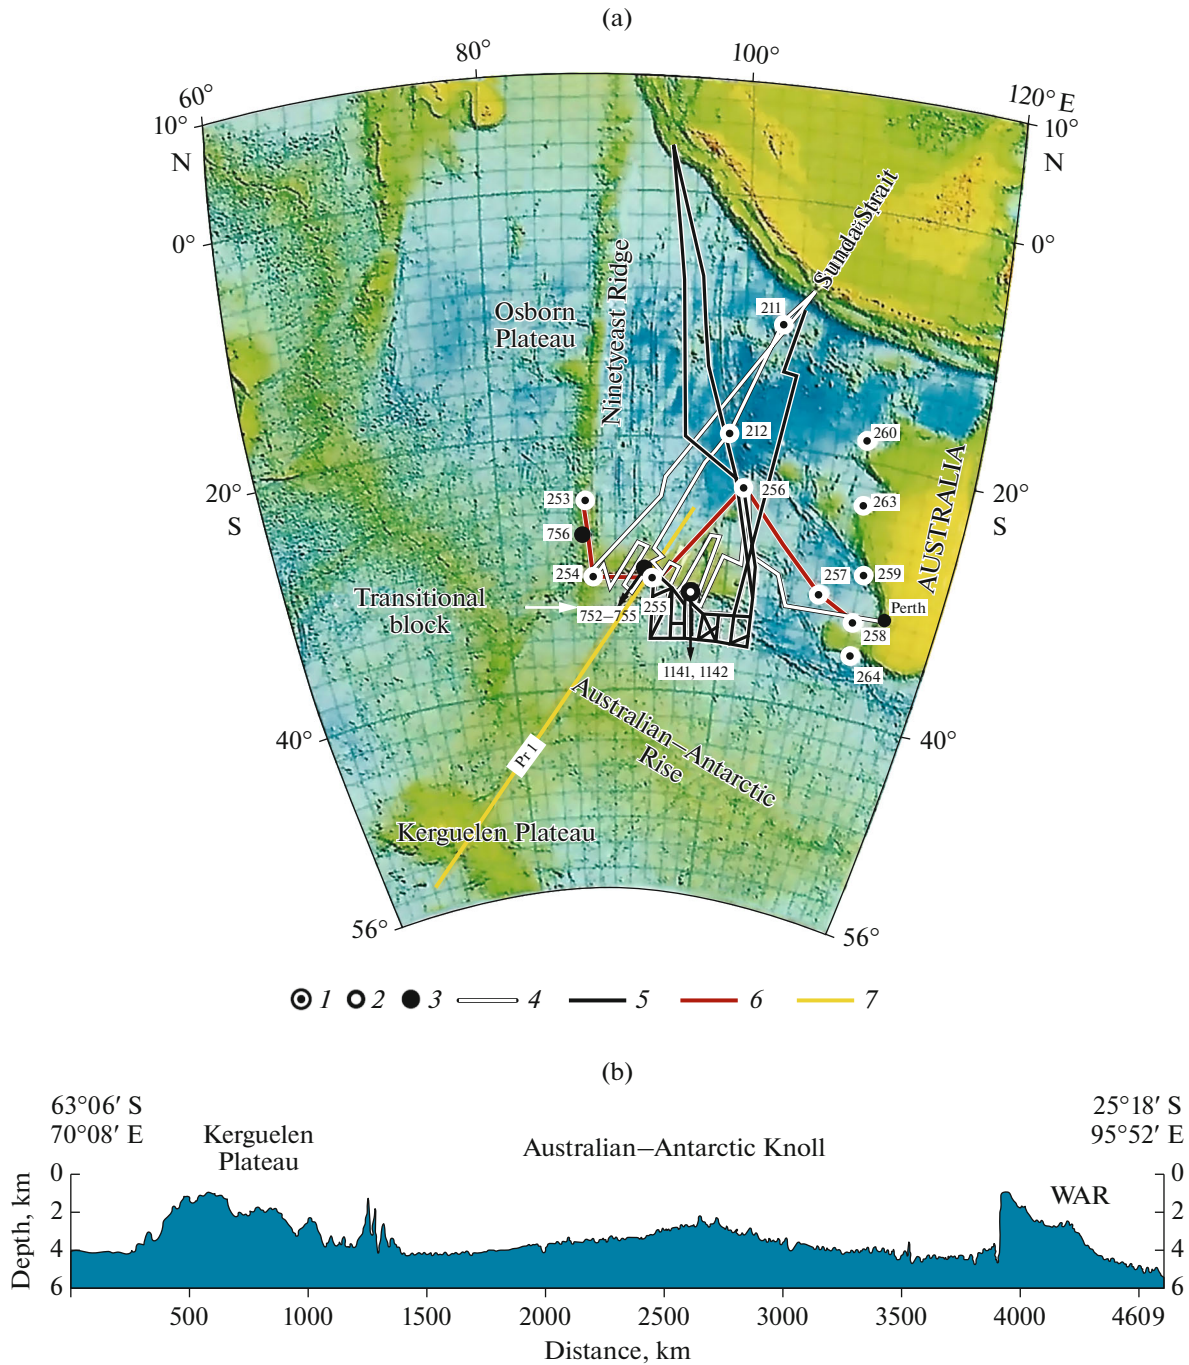 (a)
80°
100°
60°
120° E
10°
10°
N
N
Sunda Strait
0°
0°
Ninetyeast Ridge
211
Osborn
Plateau
212
260
AUSTRALIA
20°
253
256
263
20°
S
S
756
254
257
259
Transitional
block
752–755
255
Perth
258
264
1141, 1142
Australian–Antarctic
Rise
40°
40°
Pr 1
Kerguelen Plateau
56°
56°
1 2 3 4 5 6 7
(b)
63°06′ S
70°08′ E
25°18′ S
95°52′ E
Kerguelen
Plateau
Australian–Antarctic Knoll
WAR
Depth, km
0
2
4
6
0
2
4
6
500 1000 1500 2000 2500 3000 3500 4000 4609
Distance, km